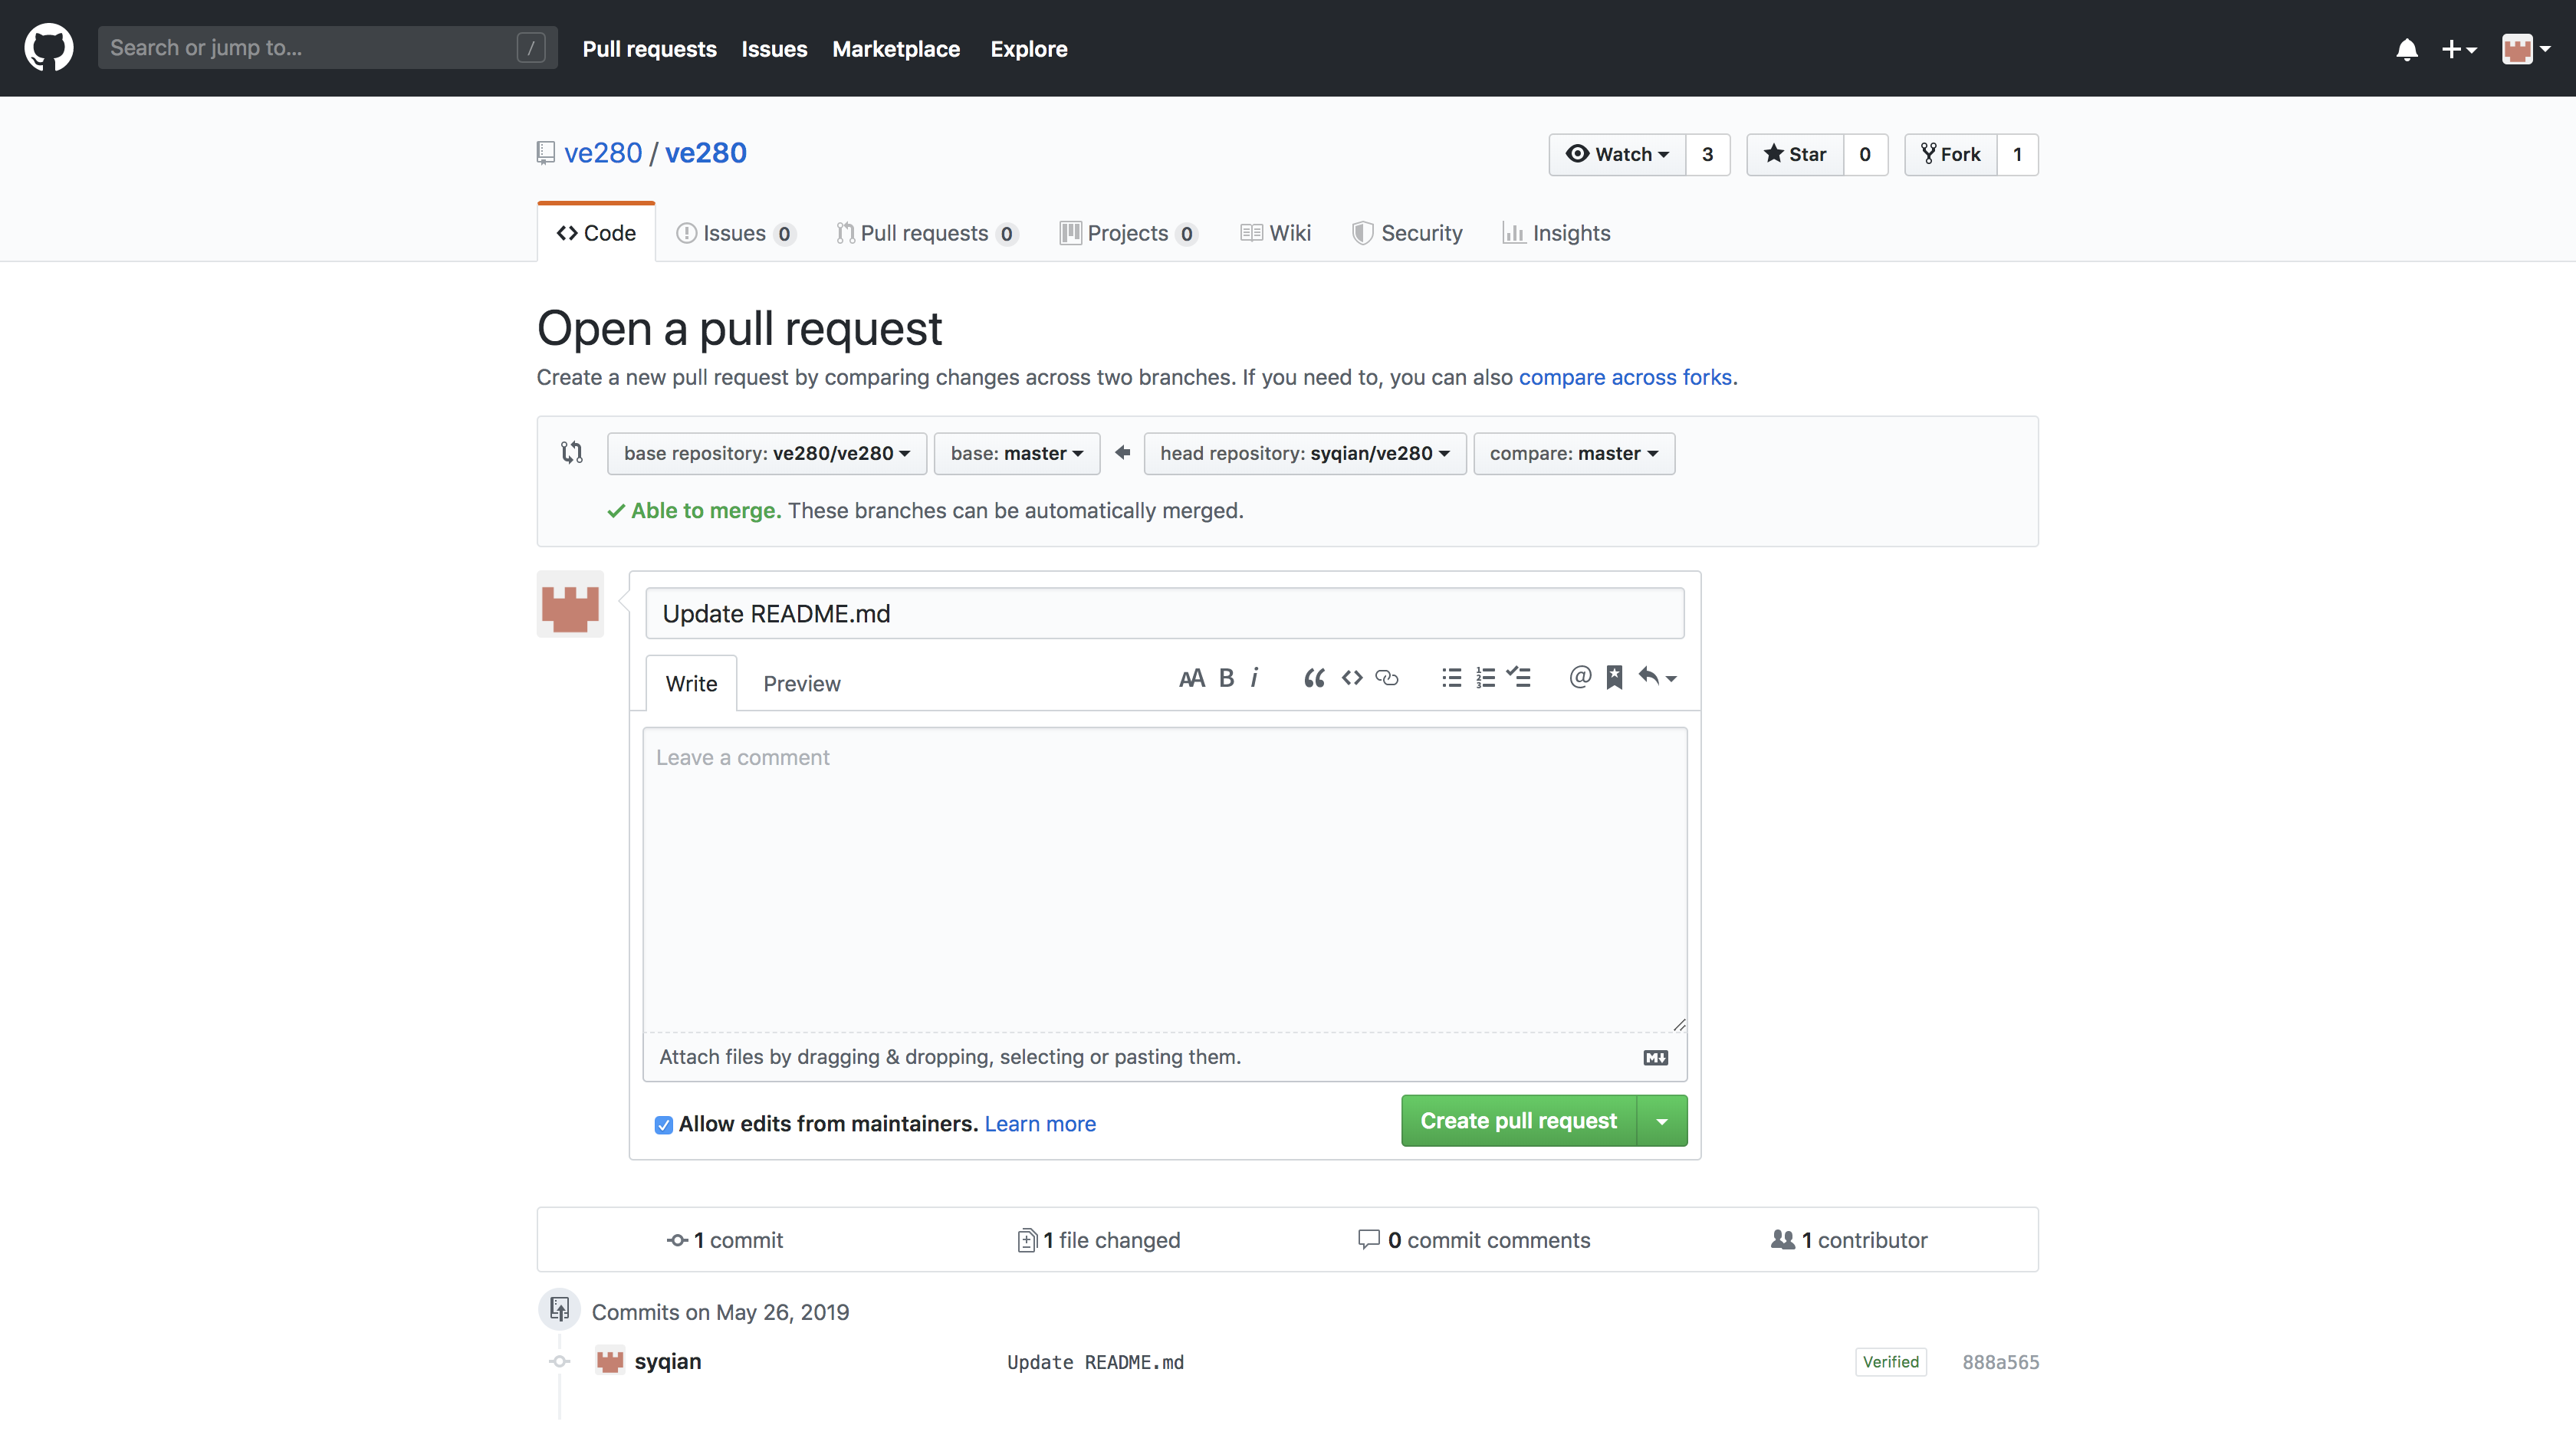 Search or jump to... /
Pull requests Issues Marketplace Explore
ve280 / ve280
Watch 3 Star 0 Fork 1
Code Issues 0 Pull requests 0 Projects 0 Wiki Security Insights
Open a pull request
Create a new pull request by comparing changes across two branches. If you need to, you can also compare across forks.
base repository: ve280/ve280 base: master head repository: syqian/ve280 compare: master
Able to merge. These branches can be automatically merged.
Update README.md
Write Preview
Leave a comment
Attach files by dragging & dropping, selecting or pasting them.
Allow edits from maintainers. Learn more
Create pull request
1 commit 1 file changed 0 commit comments 1 contributor
Commits on May 26, 2019
syqian Update README.md Verified 888a565